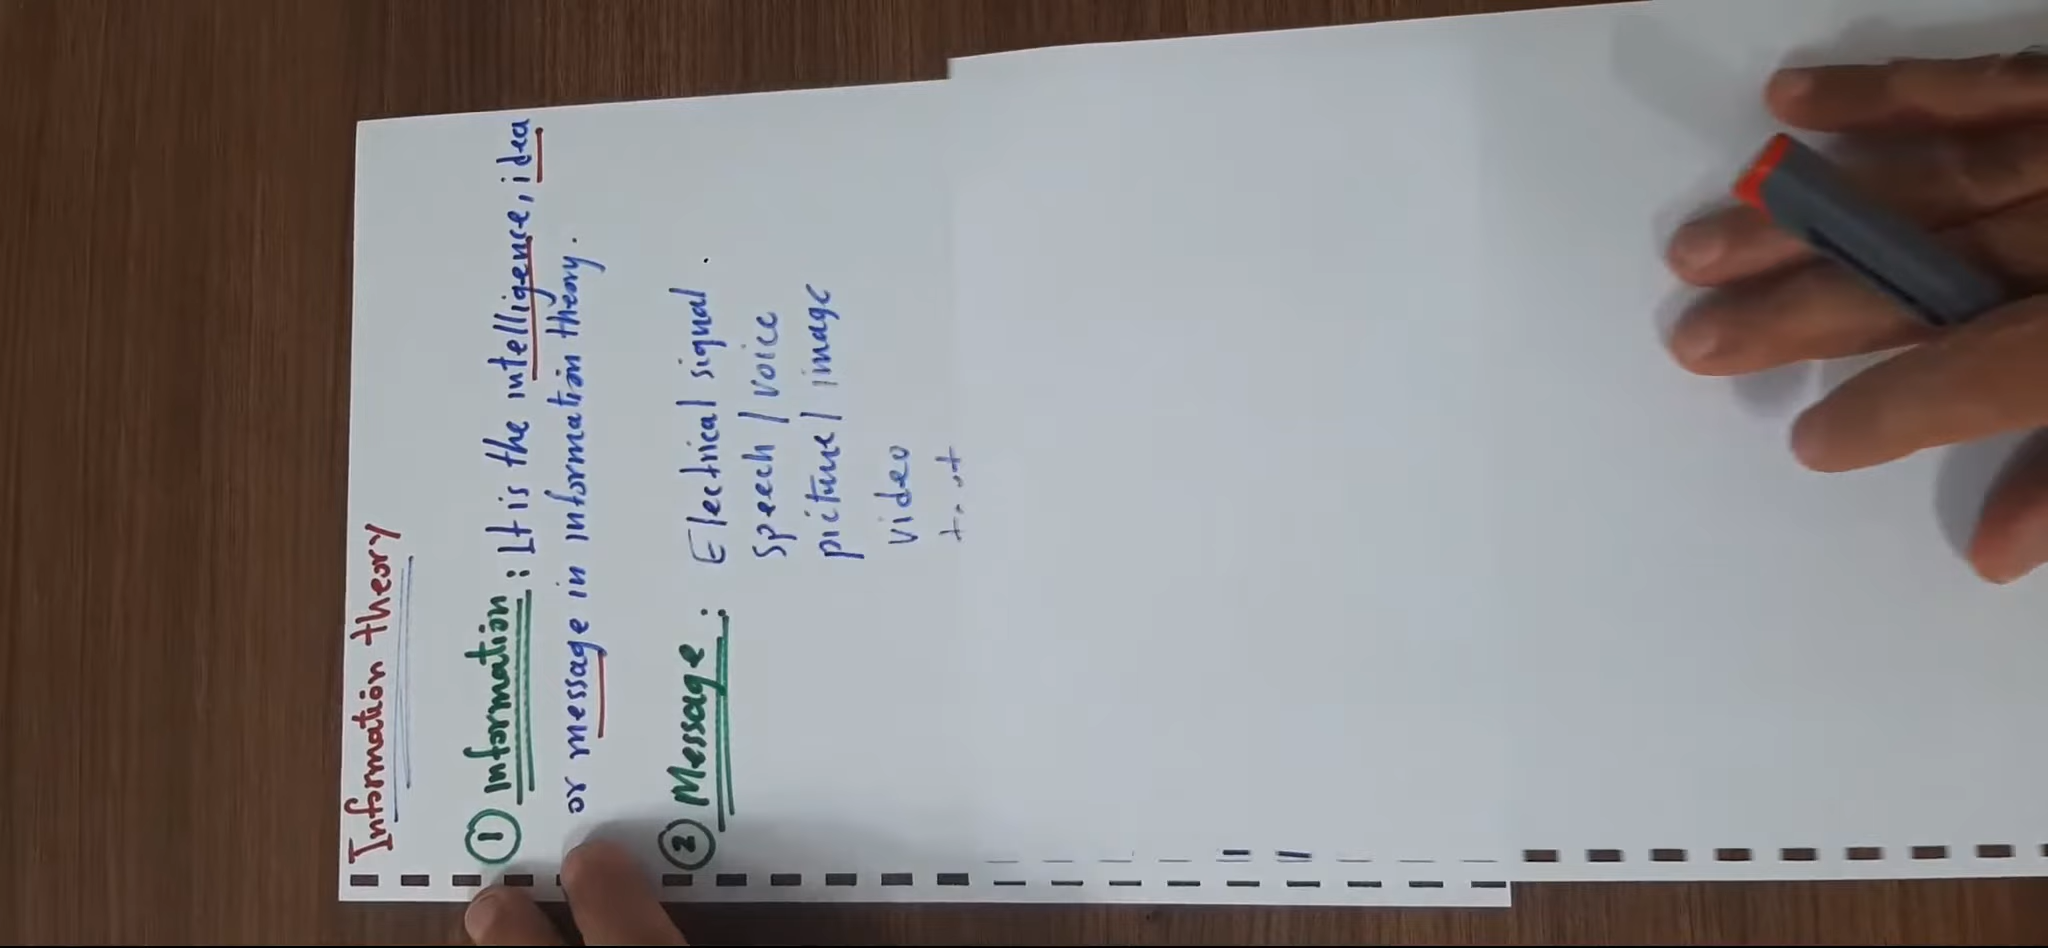 Information theory
① Information : It is the intelligence, idea
or message in information theory.
② Message : Electrical signal.
speech / voice
picture / image
video